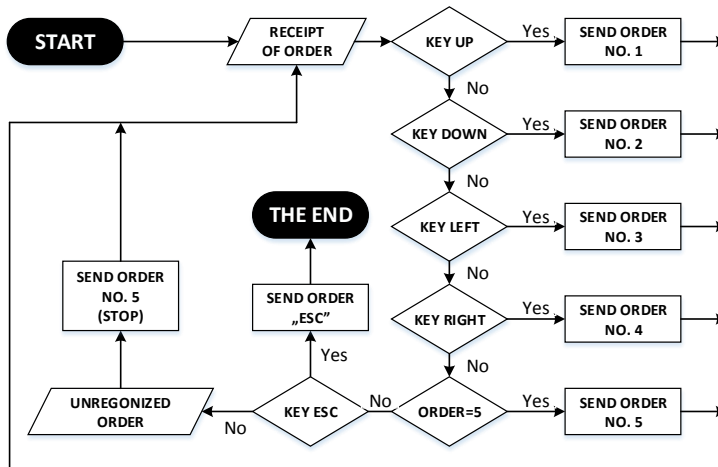 START
RECEIPT
OF ORDER
KEY UP
Yes
SEND ORDER
NO. 1
No
KEY DOWN
Yes
SEND ORDER
NO. 2
No
THE END
KEY LEFT
Yes
SEND ORDER
NO. 3
No
SEND ORDER
NO. 5
(STOP)
SEND ORDER
„ESC”
KEY RIGHT
Yes
SEND ORDER
NO. 4
No
Yes
UNREGONIZED
ORDER
No
KEY ESC
No
ORDER=5
Yes
SEND ORDER
NO. 5